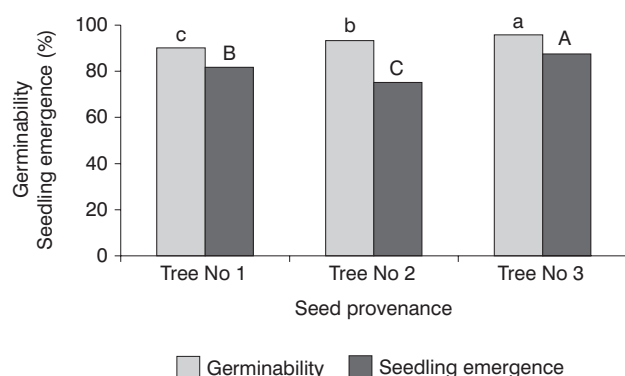 Germinability
Seedling emergence (%)
100
80
60
40
20
0
c
B
b
C
a
A
Tree No 1
Tree No 2
Tree No 3
Seed provenance
Germinability
Seedling emergence